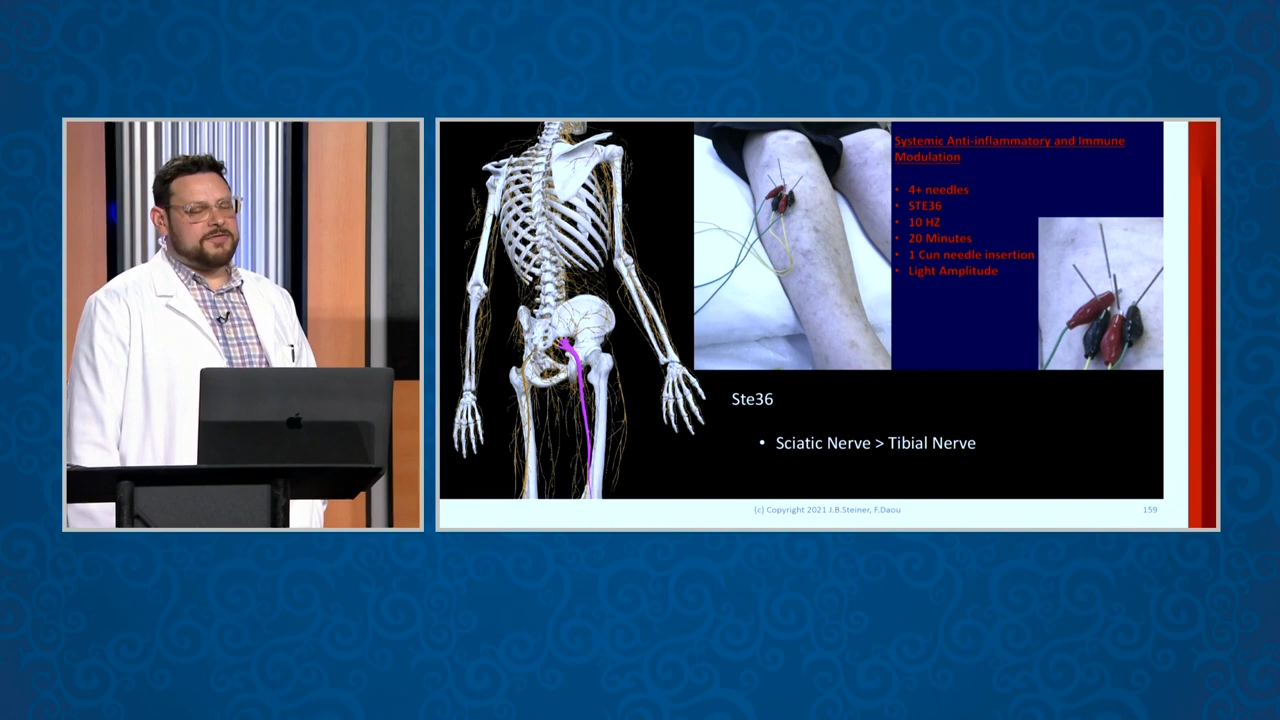 Systemic Anti-inflammatory and Immune
Modulation
• 4+ needles
• STE36
• 10 HZ
• 20 Minutes
• 1 Cun needle insertion
• Light Amplitude
Ste36
• Sciatic Nerve > Tibial Nerve
(c) Copyright 2021 J.B.Steiner, F.Daou
159